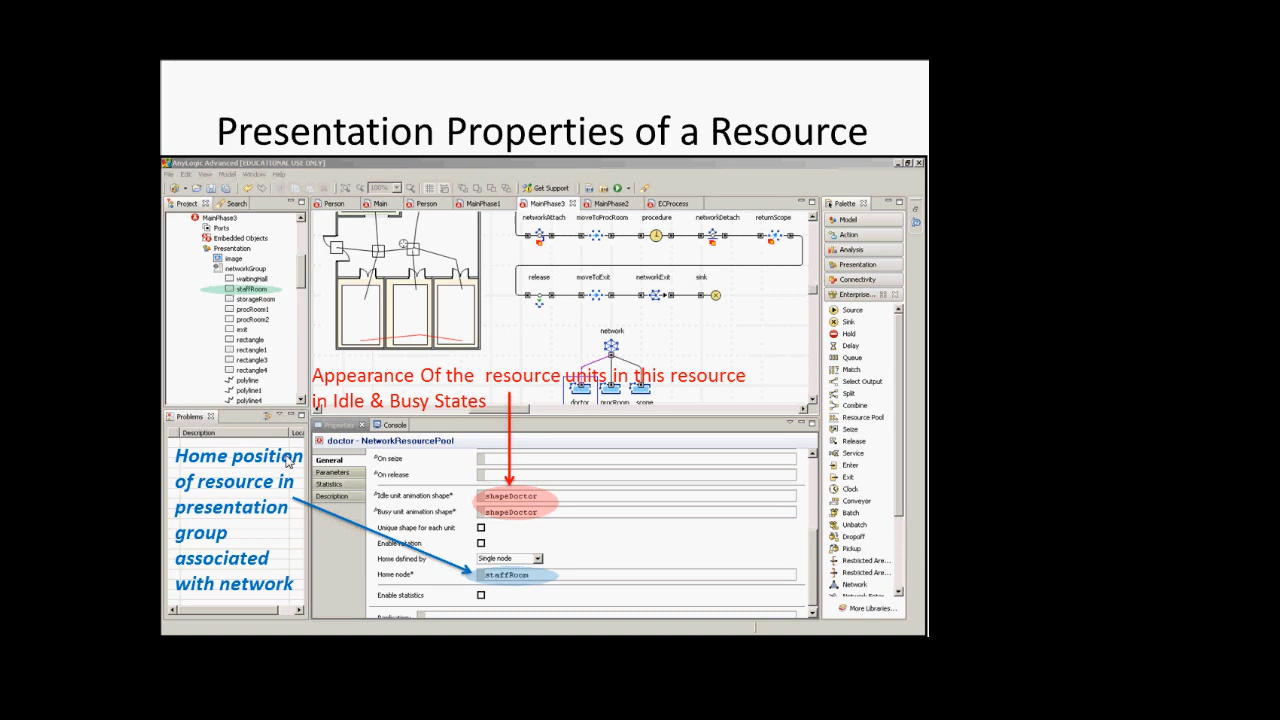 Presentation Properties of a Resource
AnyLogic Advanced [EDUCATIONAL USE ONLY]
File Edit View Model Window Help
100% Get Support
Project Search
MainPhase3
Ports
Embedded Objects
Presentation
image
networkGroup
waitingHall
staffRoom
storageRoom
procRoom1
procRoom2
exit
rectangle
rectangle1
rectangle3
rectangle4
polyline
polyline1
polyline4
Person Main Person MainPhase1 MainPhase3 MainPhase2 ECProcess
networkAttach moveToProcRoom procedure networkDetach returnScope
release moveToExit networkExit sink
network
doctor procRoom scope
Appearance Of the resource units in this resource
in Idle & Busy States
Problems
Description Loca
Home position
of resource in
presentation
group
associated
with network
Properties Console
doctor - NetworkResourcePool
General
Parameters
Statistics
Description
On seize
On release
Idle unit animation shape* shapeDoctor
Busy unit animation shape* shapeDoctor
Unique shape for each unit
Enable rotation
Home defined by Single node
Home node* staffRoom
Enable statistics
Palette
Model
Action
Analysis
Presentation
Connectivity
Enterprise...
Source
Sink
Hold
Delay
Queue
Match
Select Output
Split
Combine
Resource Pool
Seize
Release
Service
Enter
Exit
Clock
Conveyor
Batch
Unbatch
Dropoff
Pickup
Restricted Are...
Restricted Are...
Network
More Libraries...